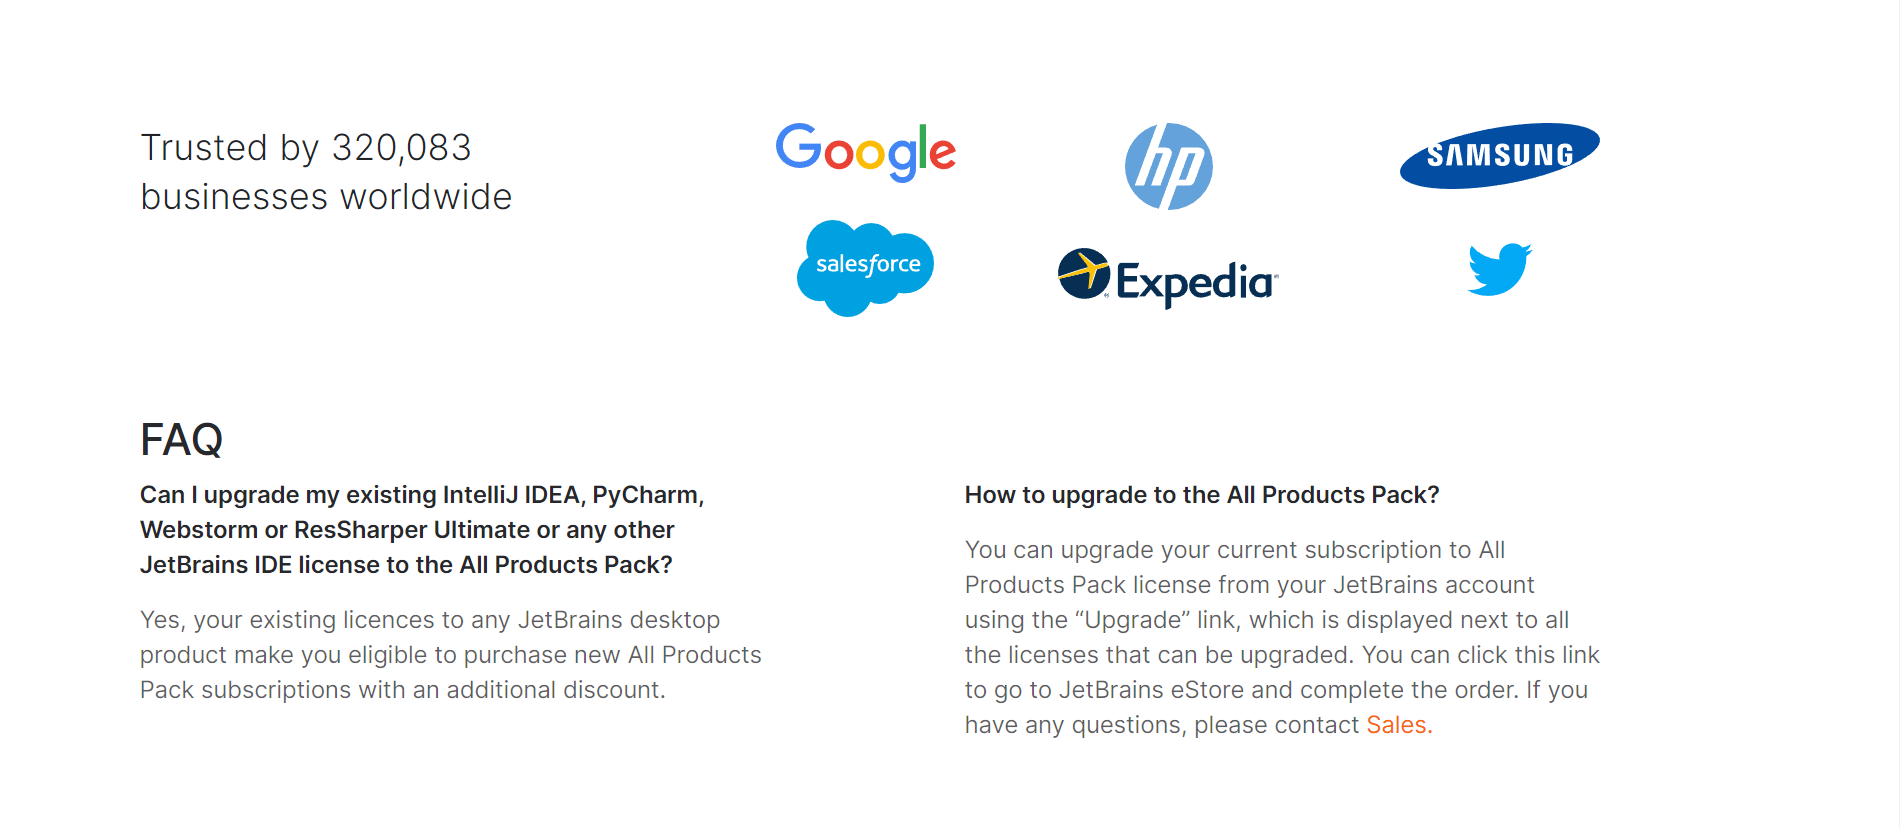 Trusted by 320,083
businesses worldwide
Google
hp
SAMSUNG
salesforce
Expedia
FAQ
Can I upgrade my existing IntelliJ IDEA, PyCharm,
Webstorm or ResSharper Ultimate or any other
JetBrains IDE license to the All Products Pack?
Yes, your existing licences to any JetBrains desktop
product make you eligible to purchase new All Products
Pack subscriptions with an additional discount.
How to upgrade to the All Products Pack?
You can upgrade your current subscription to All
Products Pack license from your JetBrains account
using the “Upgrade” link, which is displayed next to all
the licenses that can be upgraded. You can click this link
to go to JetBrains eStore and complete the order. If you
have any questions, please contact Sales.